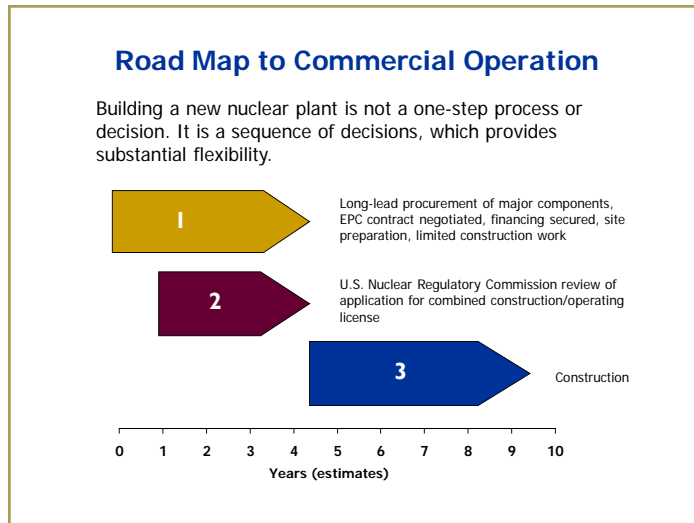 Road Map to Commercial Operation
Building a new nuclear plant is not a one-step process or
decision. It is a sequence of decisions, which provides
substantial flexibility.
1
Long-lead procurement of major components,
EPC contract negotiated, financing secured, site
preparation, limited construction work
2
U.S. Nuclear Regulatory Commission review of
application for combined construction/operating
license
3
Construction
0 1 2 3 4 5 6 7 8 9 10
Years (estimates)